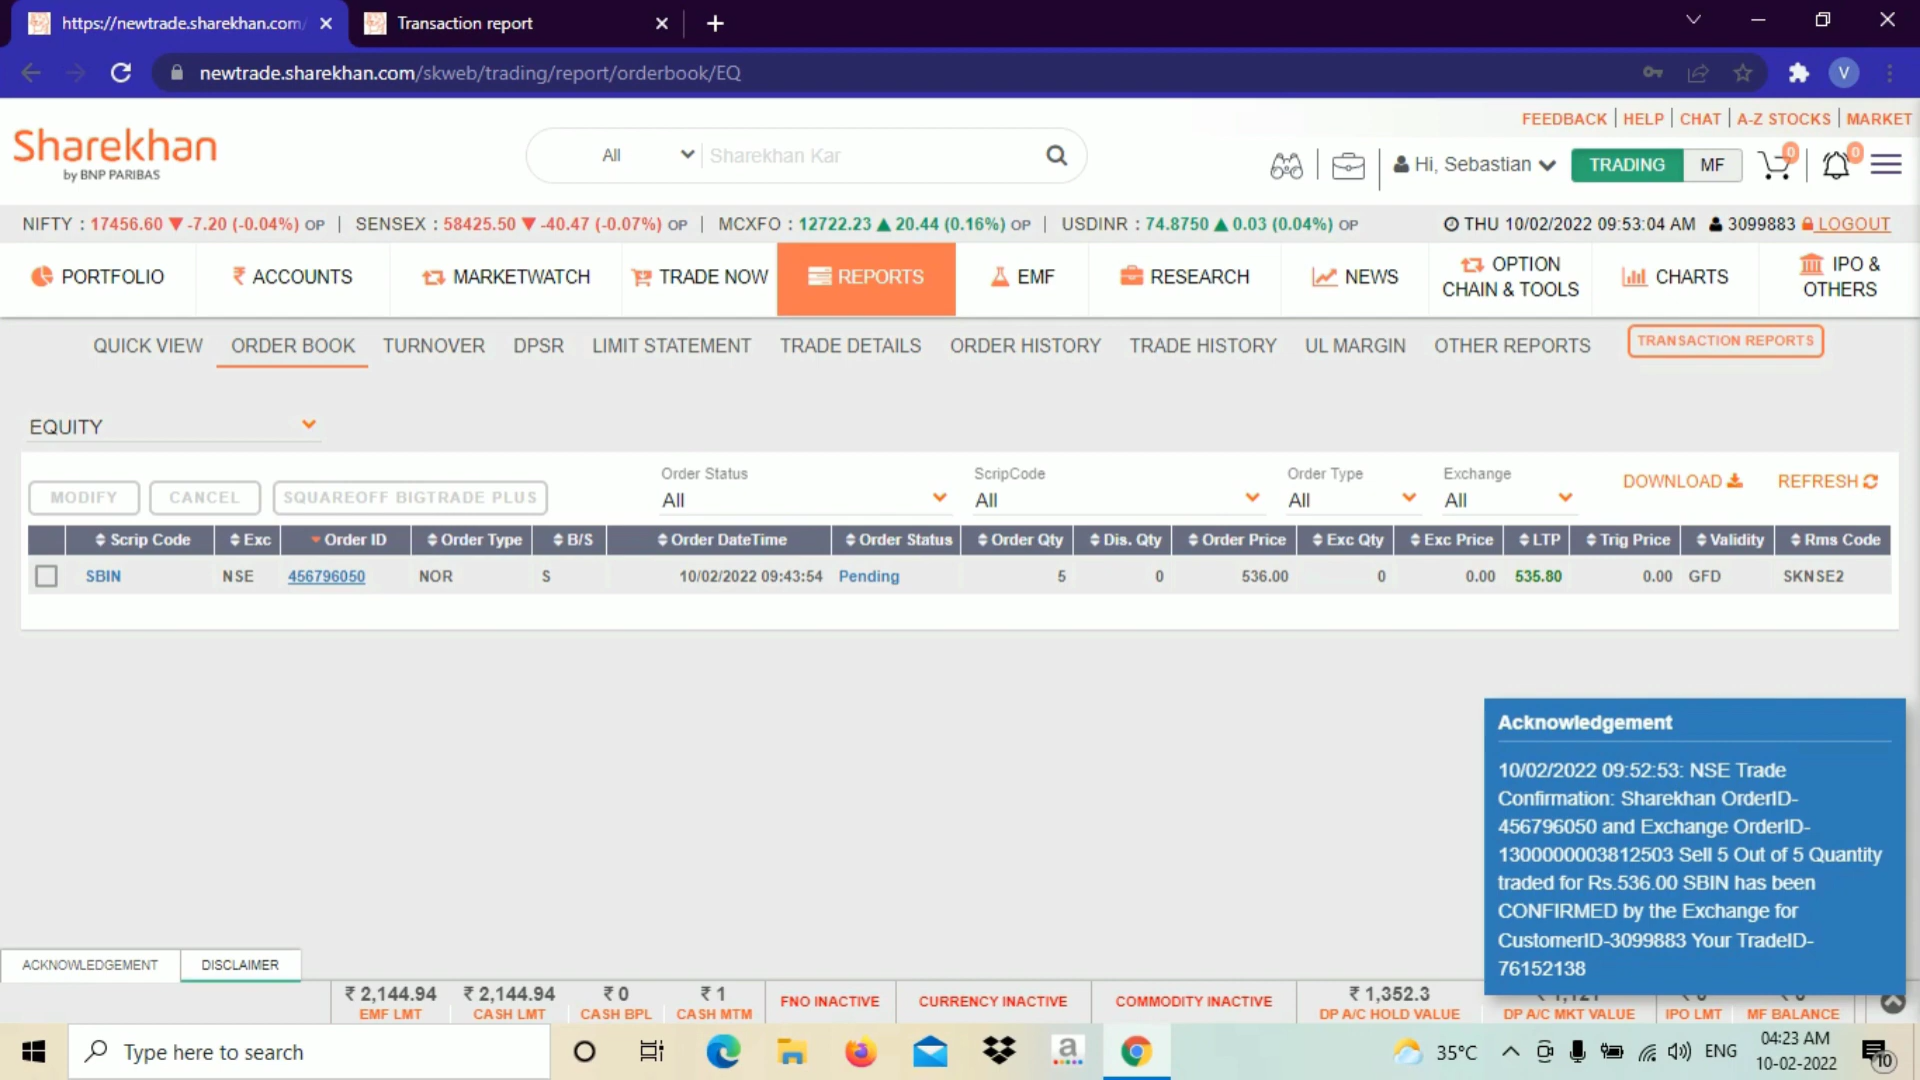 https://newtrade.sharekhan.com/
Transaction report
newtrade.sharekhan.com/skweb/trading/report/orderbook/EQ
V
FEEDBACK | HELP | CHAT | A-Z STOCKS | MARKET
Sharekhan
by BNP PARIBAS
All
Sharekhan Kar
Hi, Sebastian
TRADING
MF
0
0
NIFTY : 17456.60 ▼ -7.20 (-0.04%) OP | SENSEX : 58425.50 ▼ -40.47 (-0.07%) OP | MCXFO : 12722.23 ▲ 20.44 (0.16%) OP | USDINR : 74.8750 ▲ 0.03 (0.04%) OP
THU 10/02/2022 09:53:04 AM 3099883 LOGOUT
PORTFOLIO
₹ ACCOUNTS
MARKETWATCH
TRADE NOW
REPORTS
EMF
RESEARCH
NEWS
OPTION
CHAIN & TOOLS
CHARTS
IPO &
OTHERS
QUICK VIEW ORDER BOOK TURNOVER DPSR LIMIT STATEMENT TRADE DETAILS ORDER HISTORY TRADE HISTORY UL MARGIN OTHER REPORTS TRANSACTION REPORTS
EQUITY
MODIFY CANCEL SQUAREOFF BIGTRADE PLUS
Order Status
All
ScripCode
All
Order Type
All
Exchange
All
DOWNLOAD
REFRESH
Scrip Code Exc Order ID Order Type B/S Order DateTime Order Status Order Qty Dis. Qty Order Price Exc Qty Exc Price LTP Trig Price Validity Rms Code
SBIN NSE 456796050 NOR S 10/02/2022 09:43:54 Pending 5 0 536.00 0 0.00 535.80 0.00 GFD SKNSE2
Acknowledgement
10/02/2022 09:52:53: NSE Trade
Confirmation: Sharekhan OrderID-
456796050 and Exchange OrderID-
1300000003812503 Sell 5 Out of 5 Quantity
traded for Rs.536.00 SBIN has been
CONFIRMED by the Exchange for
CustomerID-3099883 Your TradeID-
76152138
ACKNOWLEDGEMENT
DISCLAIMER
₹ 2,144.94
EMF LMT
₹ 2,144.94
CASH LMT
₹ 0
CASH BPL
₹ 1
CASH MTM
FNO INACTIVE
CURRENCY INACTIVE
COMMODITY INACTIVE
₹ 1,352.3
DP A/C HOLD VALUE
DP A/C MKT VALUE
IPO LMT
MF BALANCE
Type here to search
a
35°C
ENG
04:23 AM
10-02-2022
10